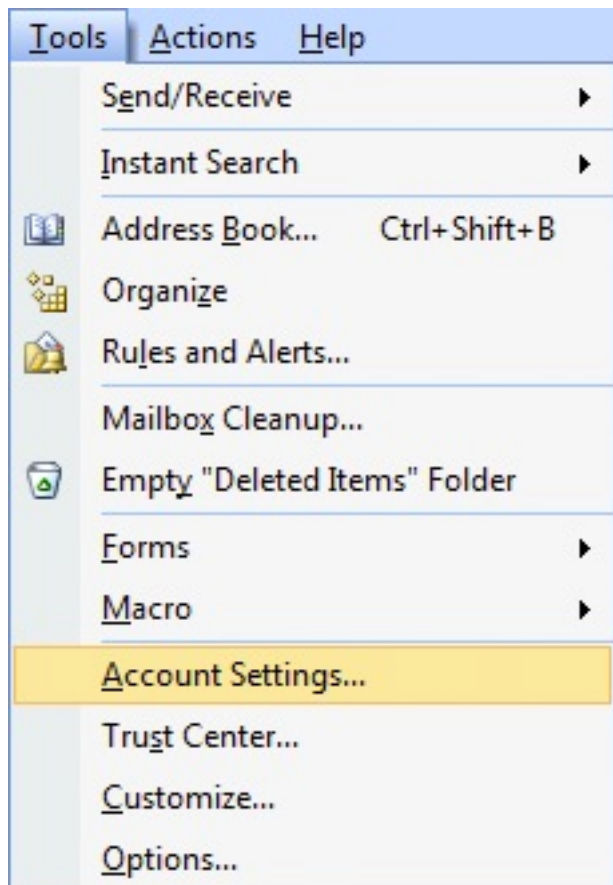 Tools Actions Help
Send/Receive
Instant Search
Address Book... Ctrl+Shift+B
Organize
Rules and Alerts...
Mailbox Cleanup...
Empty "Deleted Items" Folder
Forms
Macro
Account Settings...
Trust Center...
Customize...
Options...